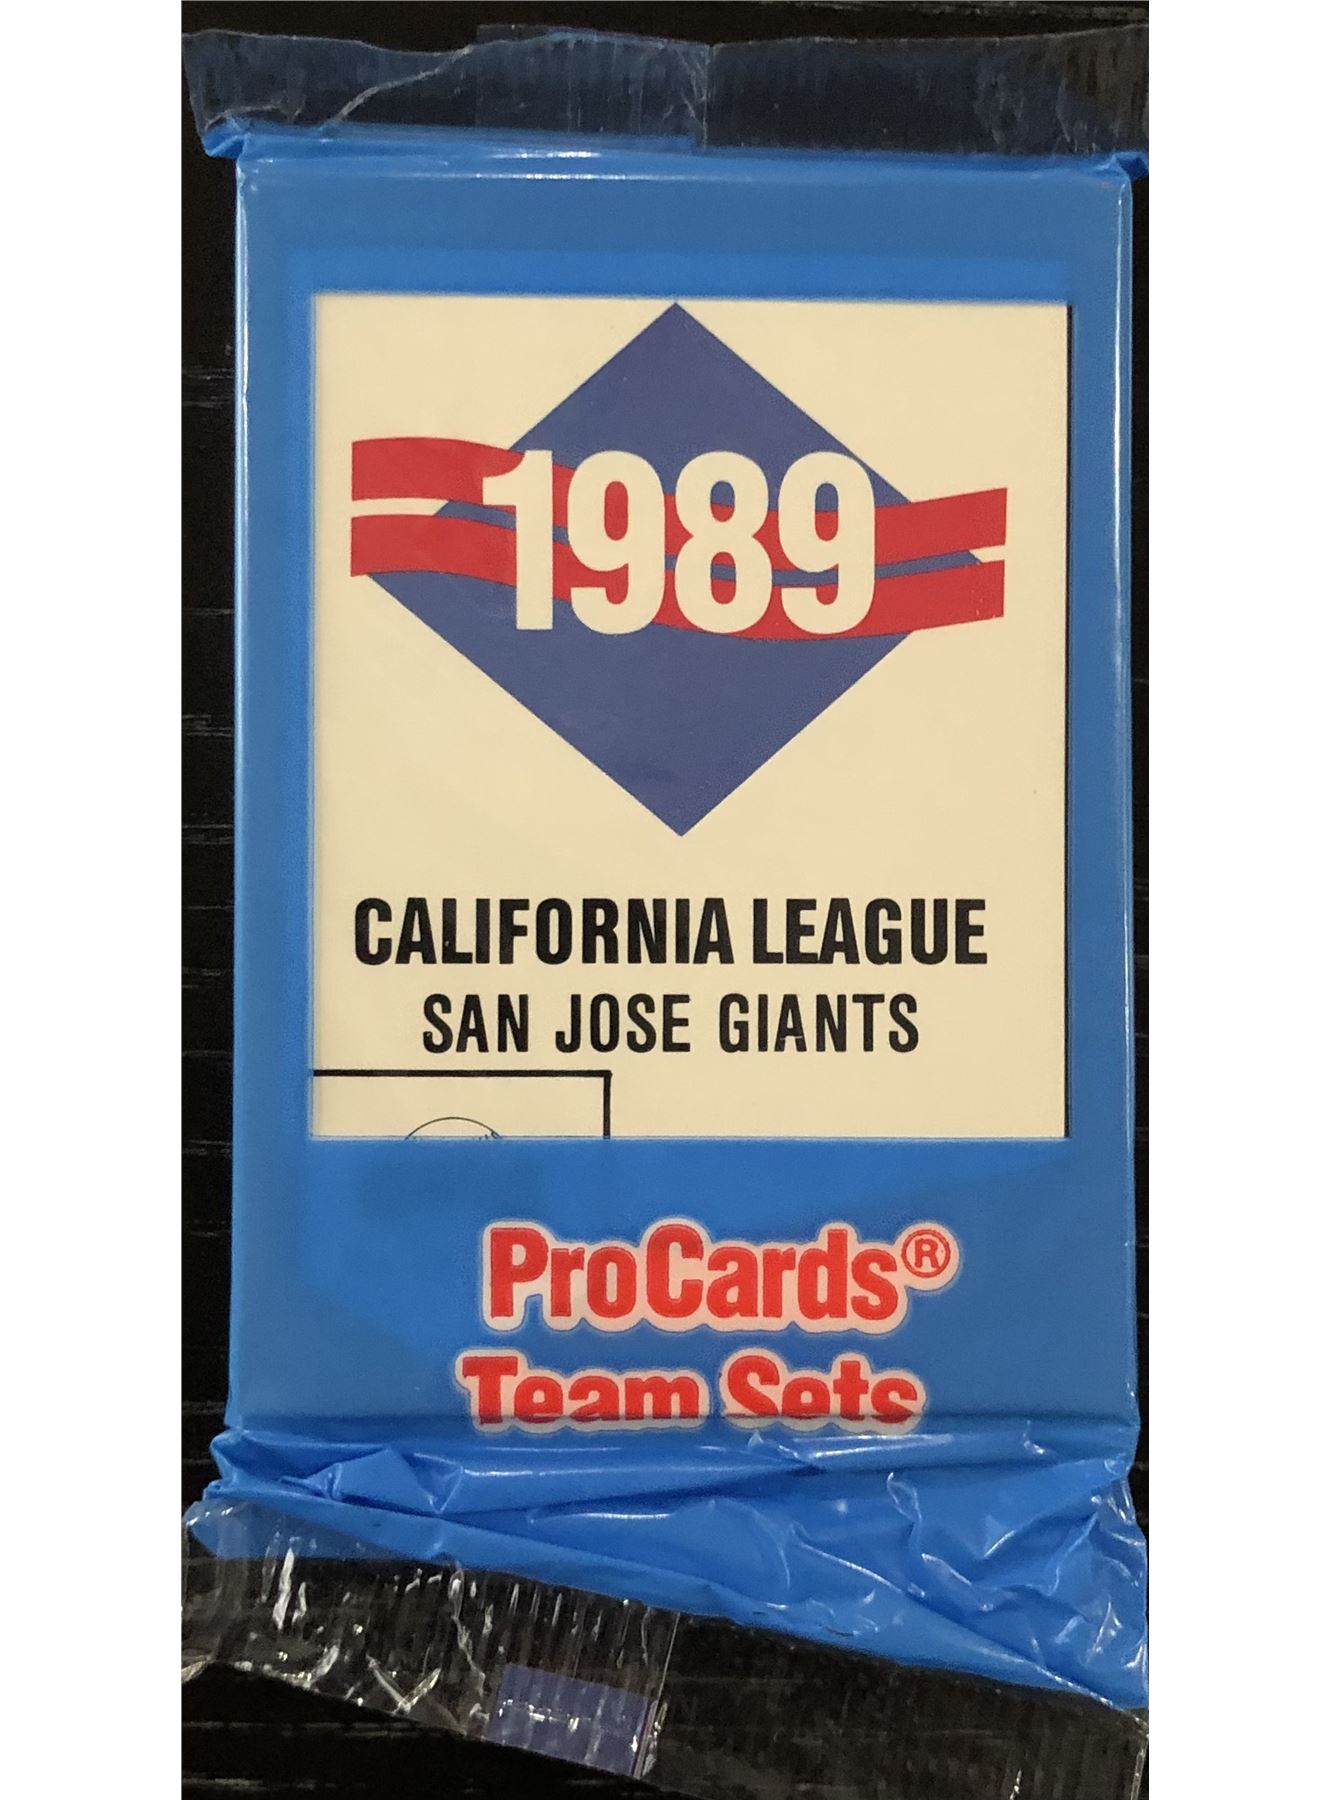 1989
CALIFORNIA LEAGUE
SAN JOSE GIANTS
ProCards®
Team Sets